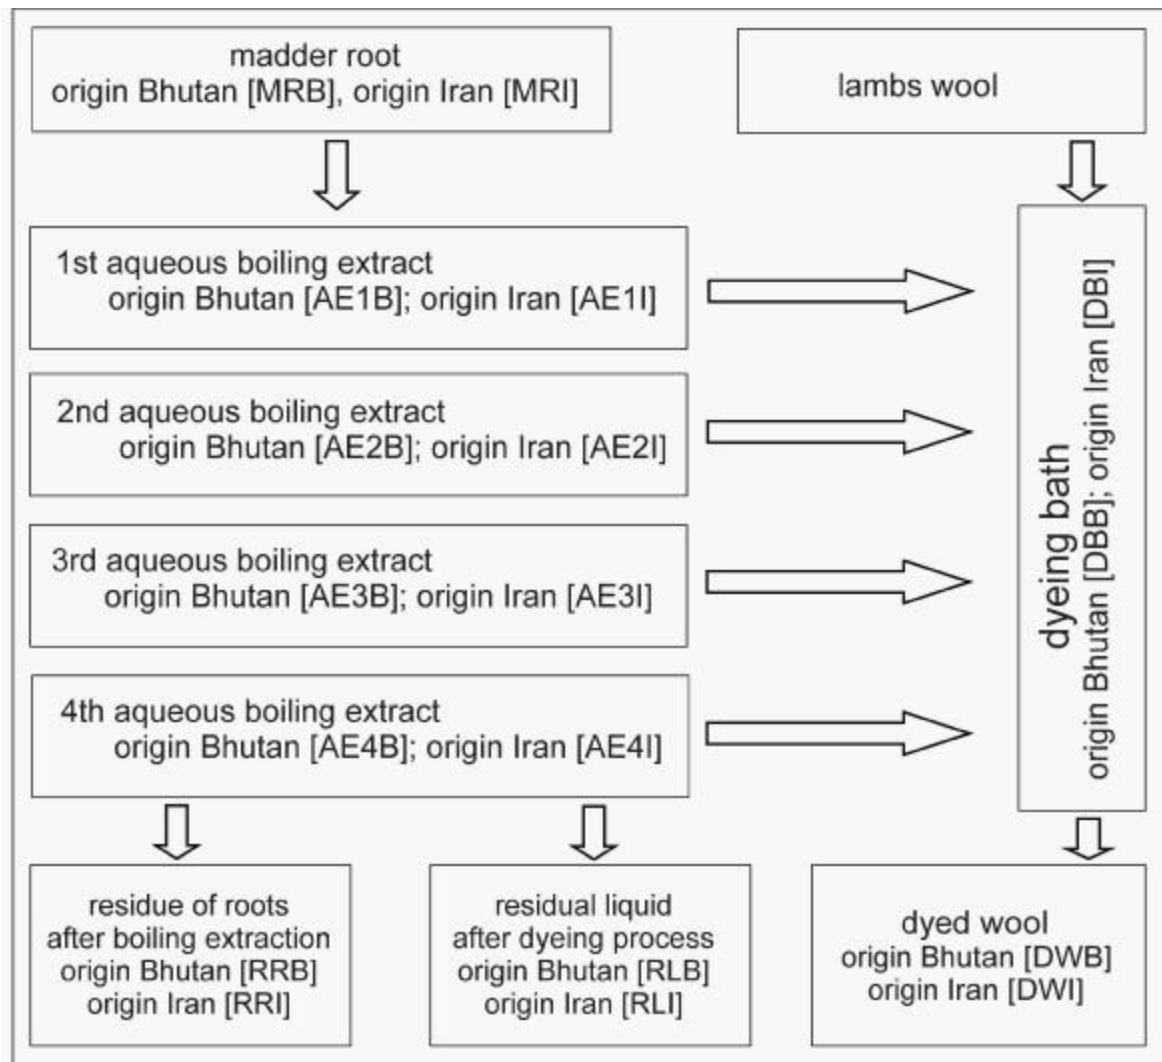 madder root
origin Bhutan [MRB], origin Iran [MRI]
lambs wool
1st aqueous boiling extract
origin Bhutan [AE1B]; origin Iran [AE1I]
2nd aqueous boiling extract
origin Bhutan [AE2B]; origin Iran [AE2I]
3rd aqueous boiling extract
origin Bhutan [AE3B]; origin Iran [AE3I]
4th aqueous boiling extract
origin Bhutan [AE4B]; origin Iran [AE4I]
dyeing bath
origin Bhutan [DBB]; origin Iran [DBI]
residue of roots
after boiling extraction
origin Bhutan [RRB]
origin Iran [RRI]
residual liquid
after dyeing process
origin Bhutan [RLB]
origin Iran [RLI]
dyed wool
origin Bhutan [DWB]
origin Iran [DWI]